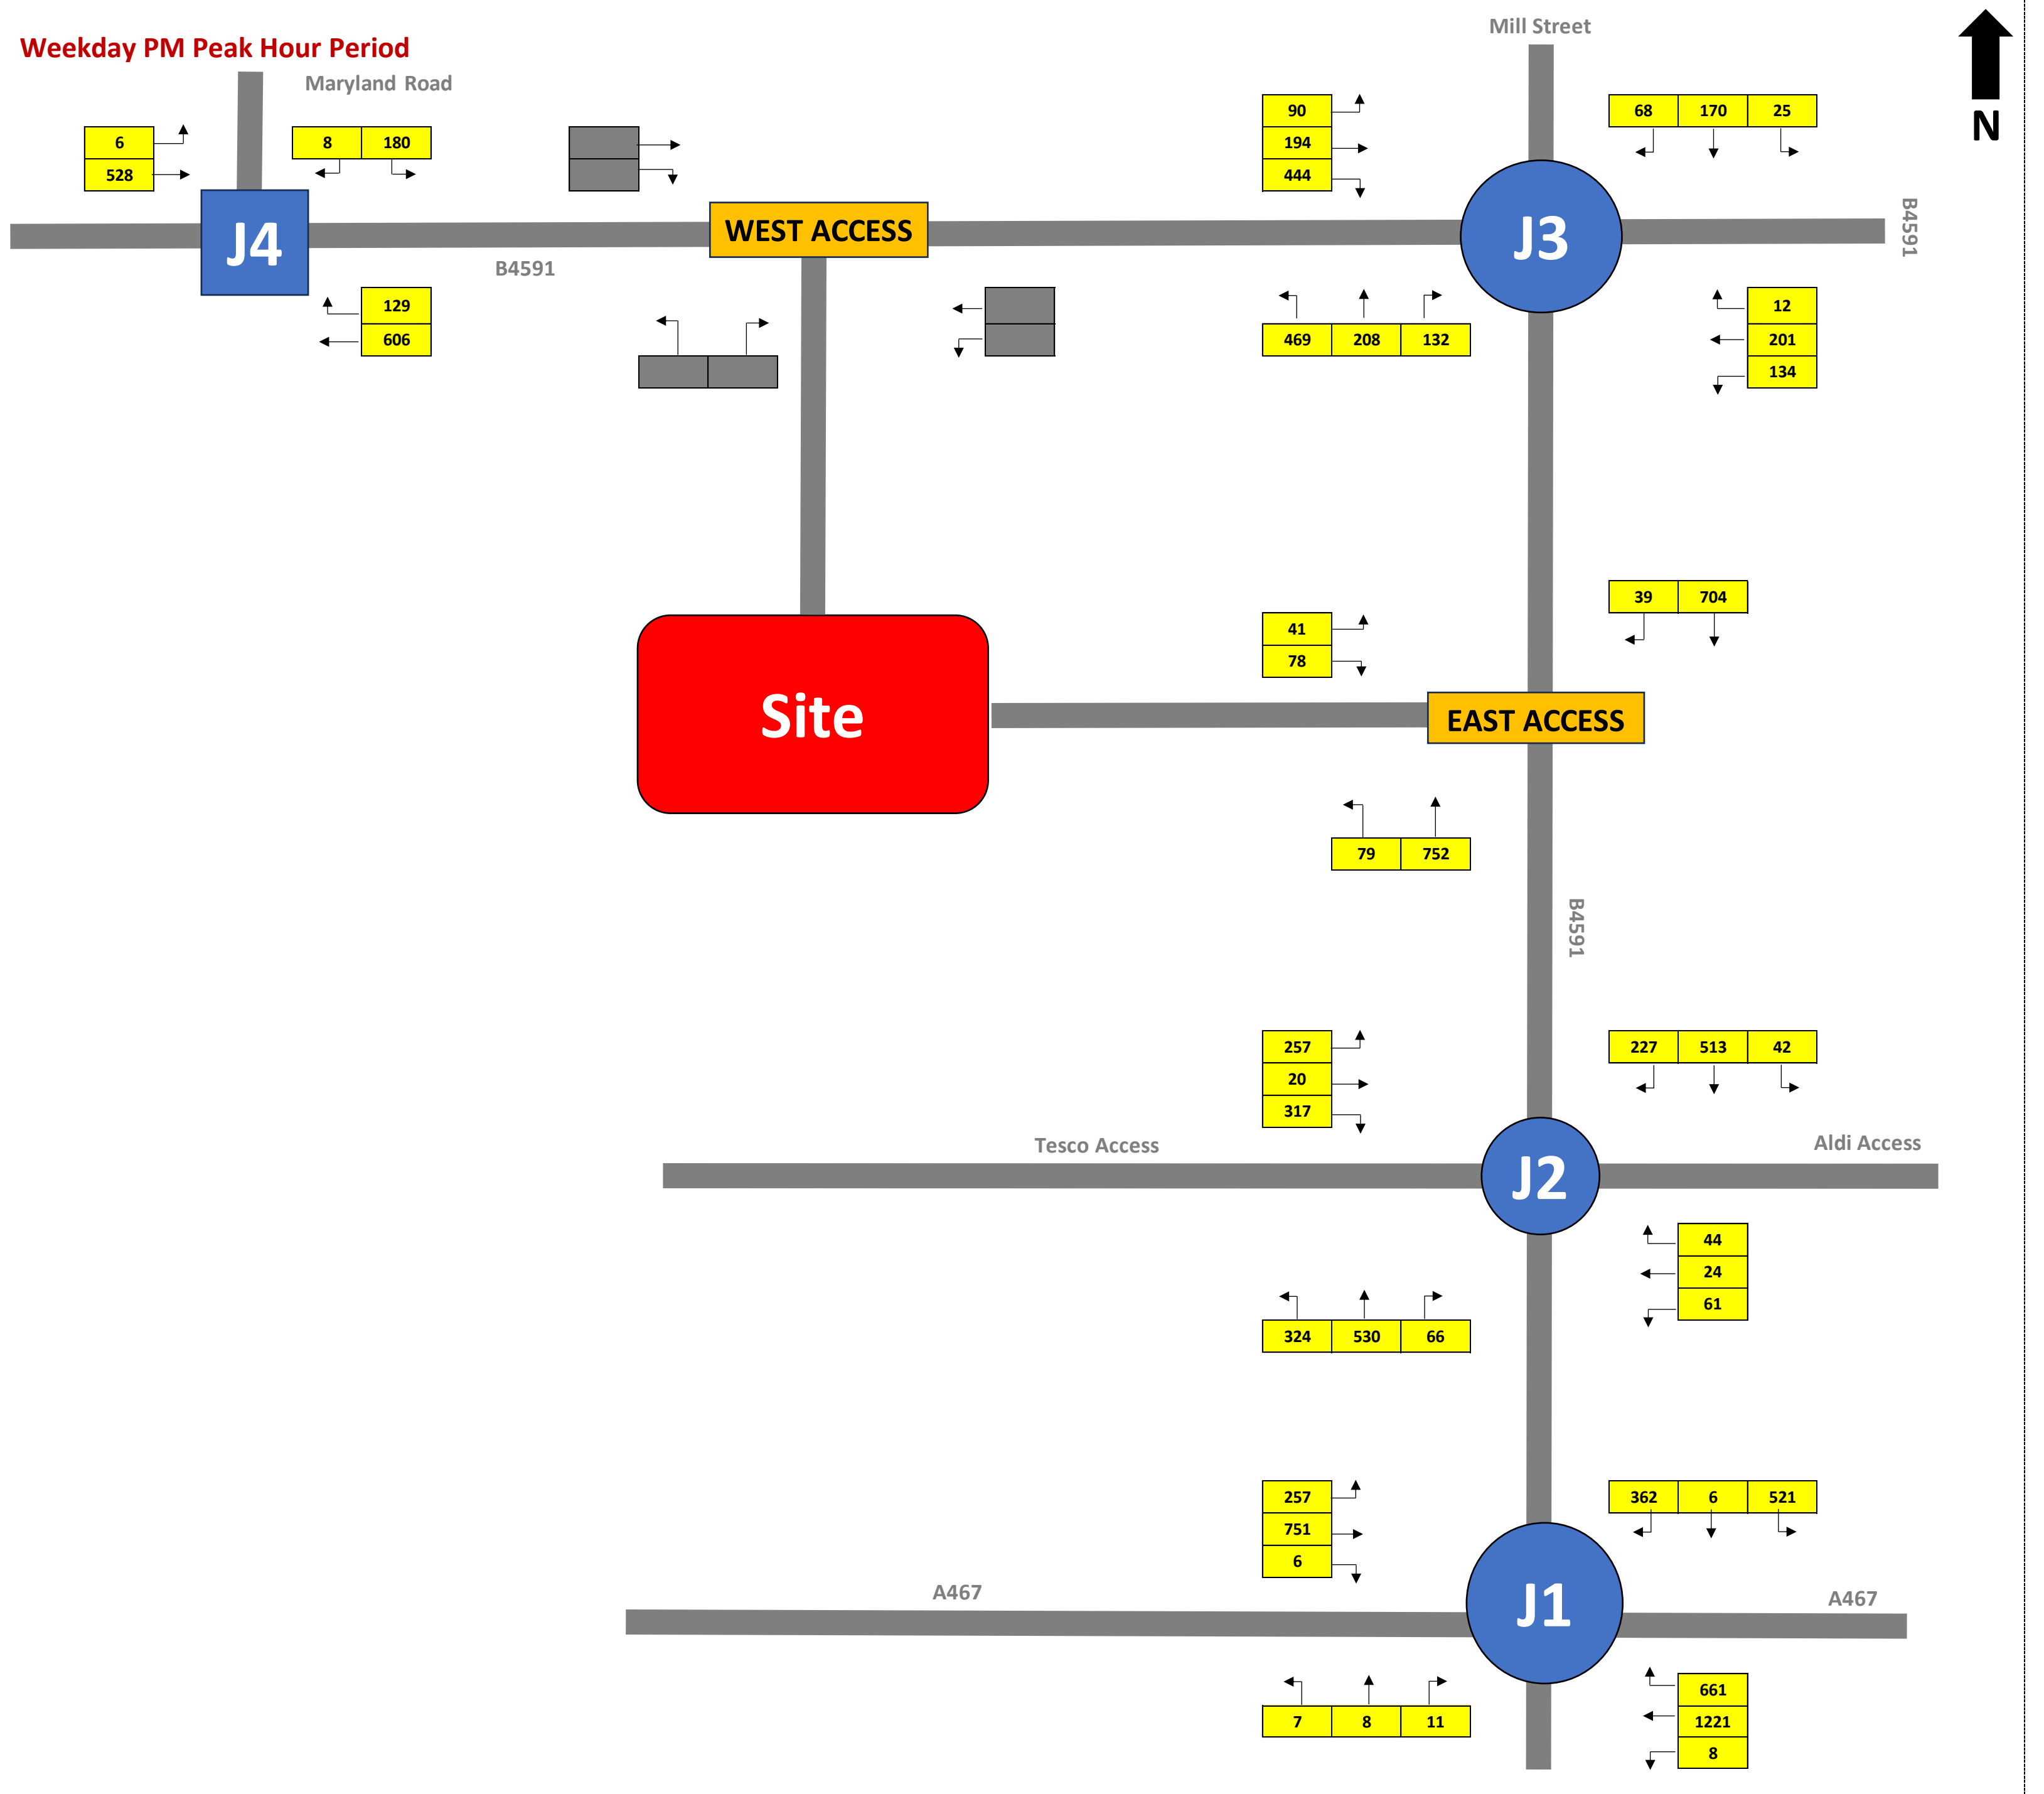 Mill Street
Weekday PM Peak Hour Period
Maryland Road
N
90
194
444
68 170 25
6
528
8 180
B4591
J4
WEST ACCESS
J3
B4591
129
606
469 208 132
12
201
134
39 704
41
78
Site
EAST ACCESS
79 752
B4591
257
20
317
227 513 42
Tesco Access
Aldi Access
J2
44
24
61
324 530 66
257
751
6
362 6 521
A467
J1
A467
7 8 11
661
1221
8